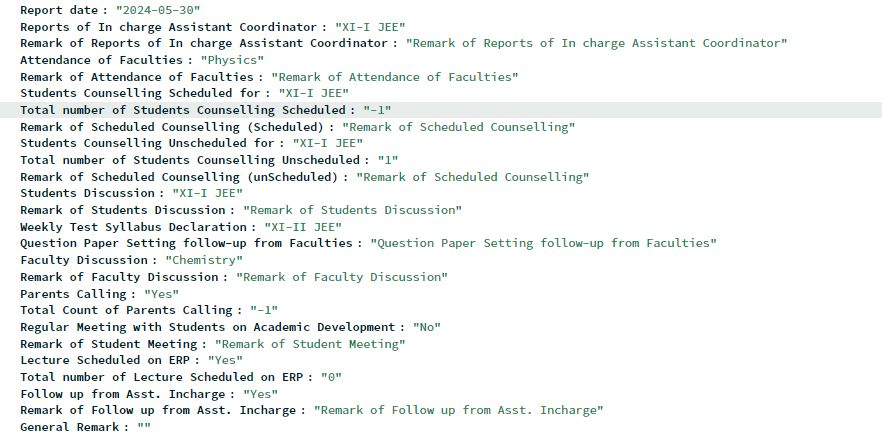 Report date : "2024-05-30"
Reports of In charge Assistant Coordinator : "XI-I JEE"
Remark of Reports of In charge Assistant Coordinator : "Remark of Reports of In charge Assistant Coordinator"
Attendance of Faculties : "Physics"
Remark of Attendance of Faculties : "Remark of Attendance of Faculties"
Students Counselling Scheduled for : "XI-I JEE"
Total number of Students Counselling Scheduled : "-1"
Remark of Scheduled Counselling (Scheduled) : "Remark of Scheduled Counselling"
Students Counselling Unscheduled for : "XI-I JEE"
Total number of Students Counselling Unscheduled : "1"
Remark of Scheduled Counselling (unScheduled) : "Remark of Scheduled Counselling"
Students Discussion : "XI-I JEE"
Remark of Students Discussion : "Remark of Students Discussion"
Weekly Test Syllabus Declaration : "XI-II JEE"
Question Paper Setting follow-up from Faculties : "Question Paper Setting follow-up from Faculties"
Faculty Discussion : "Chemistry"
Remark of Faculty Discussion : "Remark of Faculty Discussion"
Parents Calling : "Yes"
Total Count of Parents Calling : "-1"
Regular Meeting with Students on Academic Development : "No"
Remark of Student Meeting : "Remark of Student Meeting"
Lecture Scheduled on ERP : "Yes"
Total number of Lecture Scheduled on ERP : "0"
Follow up from Asst. Incharge : "Yes"
Remark of Follow up from Asst. Incharge : "Remark of Follow up from Asst. Incharge"
General Remark : ""